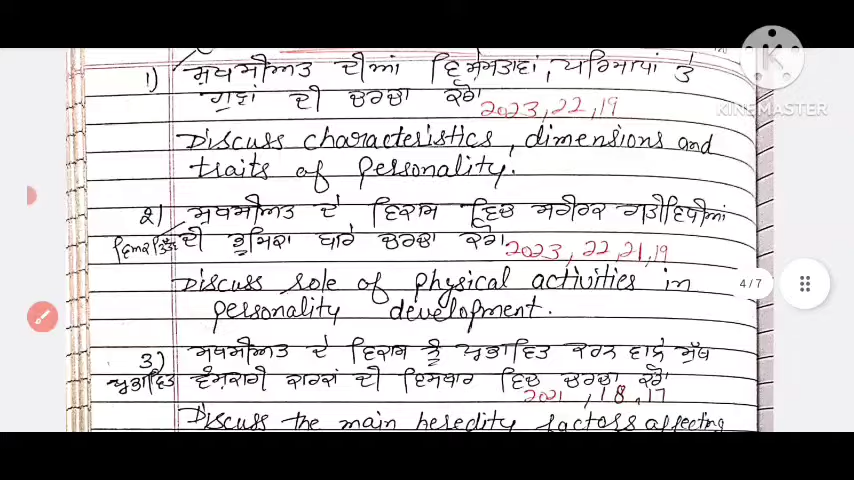 KINEMASTER
1) ਸ਼ਖਸੀਅਤ ਦੀਆਂ ਵਿਸ਼ੇਸ਼ਤਾਵਾਂ, ਪਰਿਮਾਪਾਂ ਤੇ
ਗੁਣਾਂ ਦੀ ਚਰਚਾ ਕਰੋ 2023, 22, 19
Discuss characteristics, dimensions and
traits of personality.
2) ਸ਼ਖਸੀਅਤ ਦੇ ਵਿਕਾਸ ਵਿੱਚ ਸਰੀਰਕ ਗਤੀਵਿਧੀਆਂ
ਦੀ ਭੂਮਿਕਾ ਬਾਰੇ ਚਰਚਾ ਕਰੋ 2023, 22, 21, 19
Discuss role of physical activities in
personality development.
4/7
3) ਸ਼ਖਸੀਅਤ ਦੇ ਵਿਕਾਸ ਨੂੰ ਪ੍ਰਭਾਵਿਤ ਕਰਨ ਵਾਲੇ ਮੁੱਖ
ਪ੍ਰਭਾਵਿਤ ਵੰਸ਼ਾਗਤੀ ਕਾਰਕਾਂ ਦੀ ਵਿਸਥਾਰ ਵਿੱਚ ਚਰਚਾ ਕਰੋ
2021, 18, 17
Discuss the main heredity factors affecting